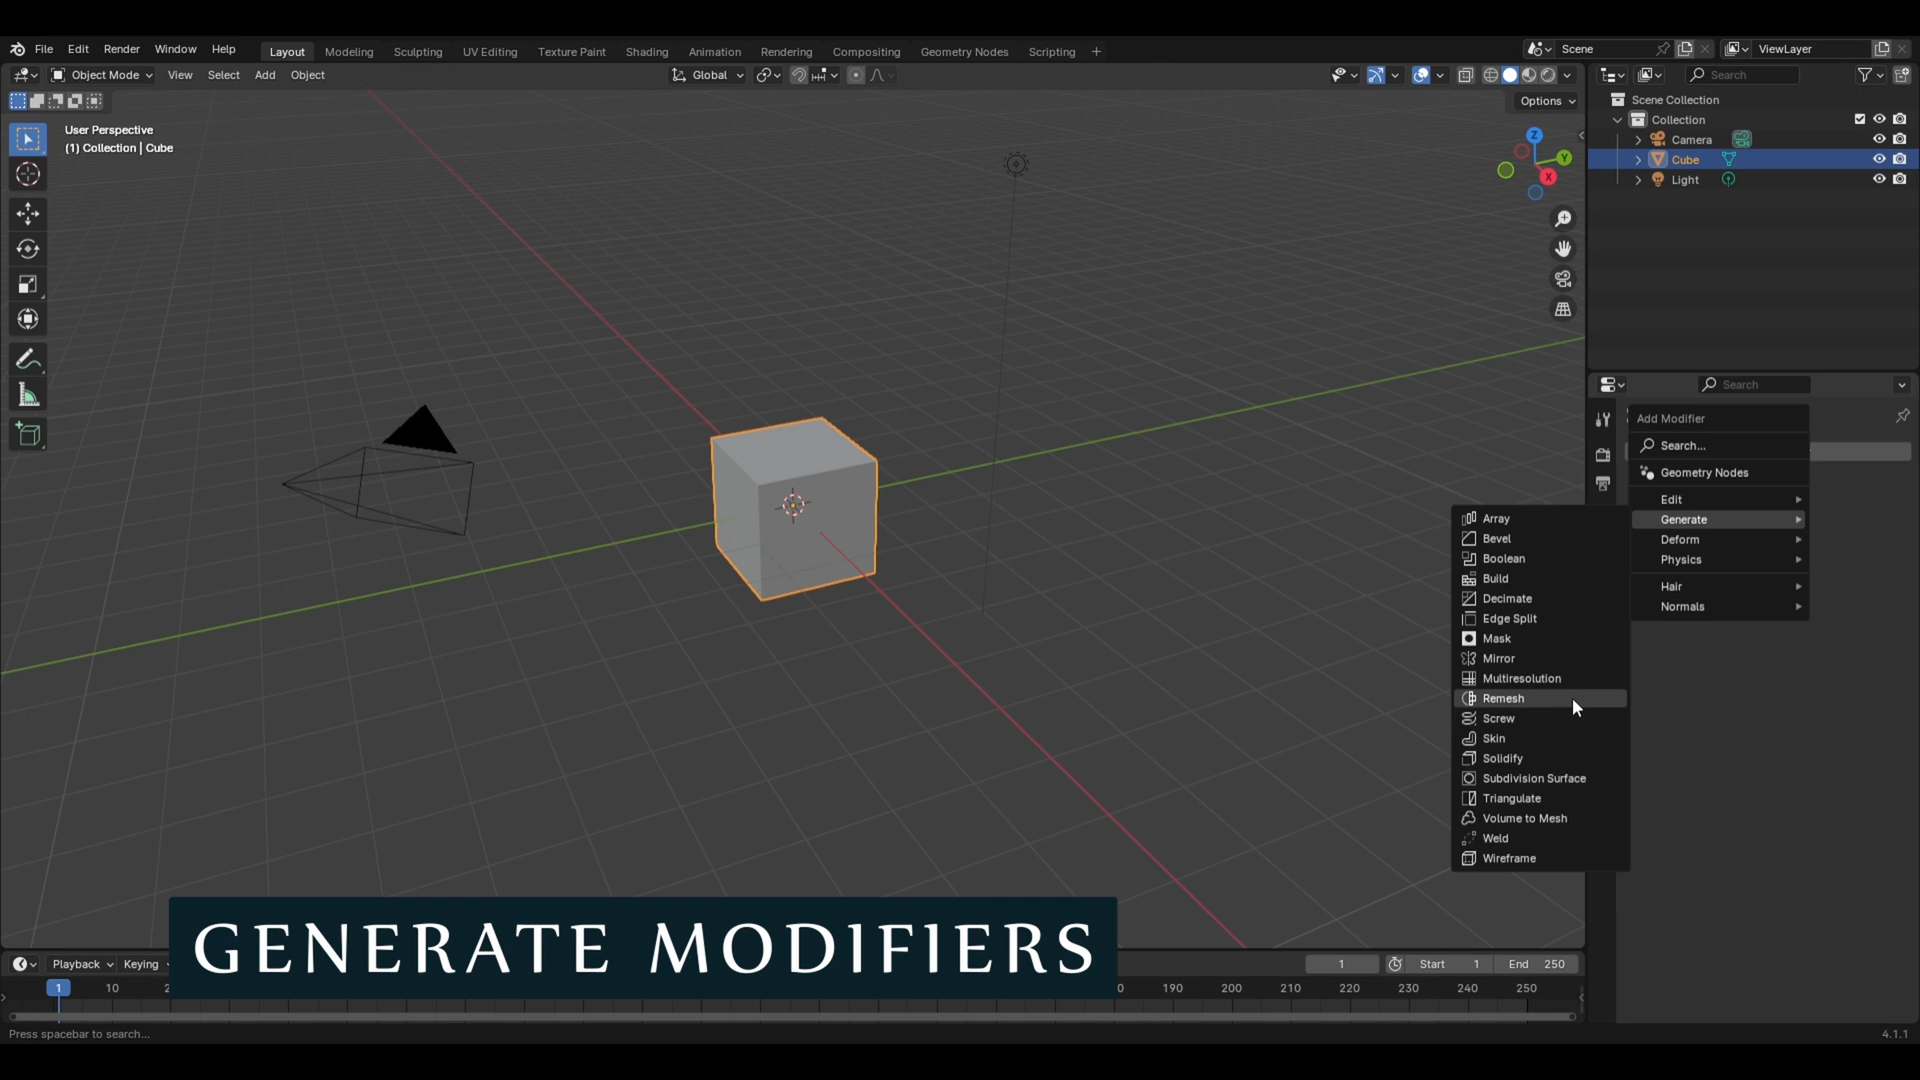 File Edit Render Window Help Layout Modeling Sculpting UV Editing Texture Paint Shading Animation Rendering Compositing Geometry Nodes Scripting + Scene ViewLayer
Object Mode View Select Add Object Global Search
Options
User Perspective
(1) Collection | Cube
Z
Y
X
Scene Collection
Collection
Camera
Cube
Light
Search
Add Modifier
Search...
Geometry Nodes
Edit
Generate
Deform
Physics
Hair
Normals
Array
Bevel
Boolean
Build
Decimate
Edge Split
Mask
Mirror
Multiresolution
Remesh
Screw
Skin
Solidify
Subdivision Surface
Triangulate
Volume to Mesh
Weld
Wireframe
GENERATE MODIFIERS
Playback Keying 1 Start 1 End 250
1 10 2 0 190 200 210 220 230 240 250
Press spacebar to search... 4.1.1